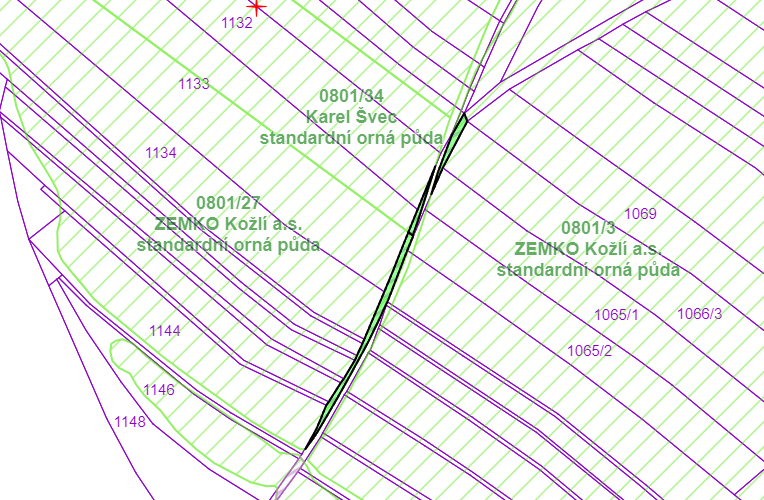 1132
1133
0801/34
Karel Švec
standardní orná půda
1134
0801/27
ZEMKO Kožlí a.s.
standardní orná půda
1069
0801/3
ZEMKO Kožlí a.s.
standardní orná půda
1065/1
1066/3
1144
1065/2
1146
1148